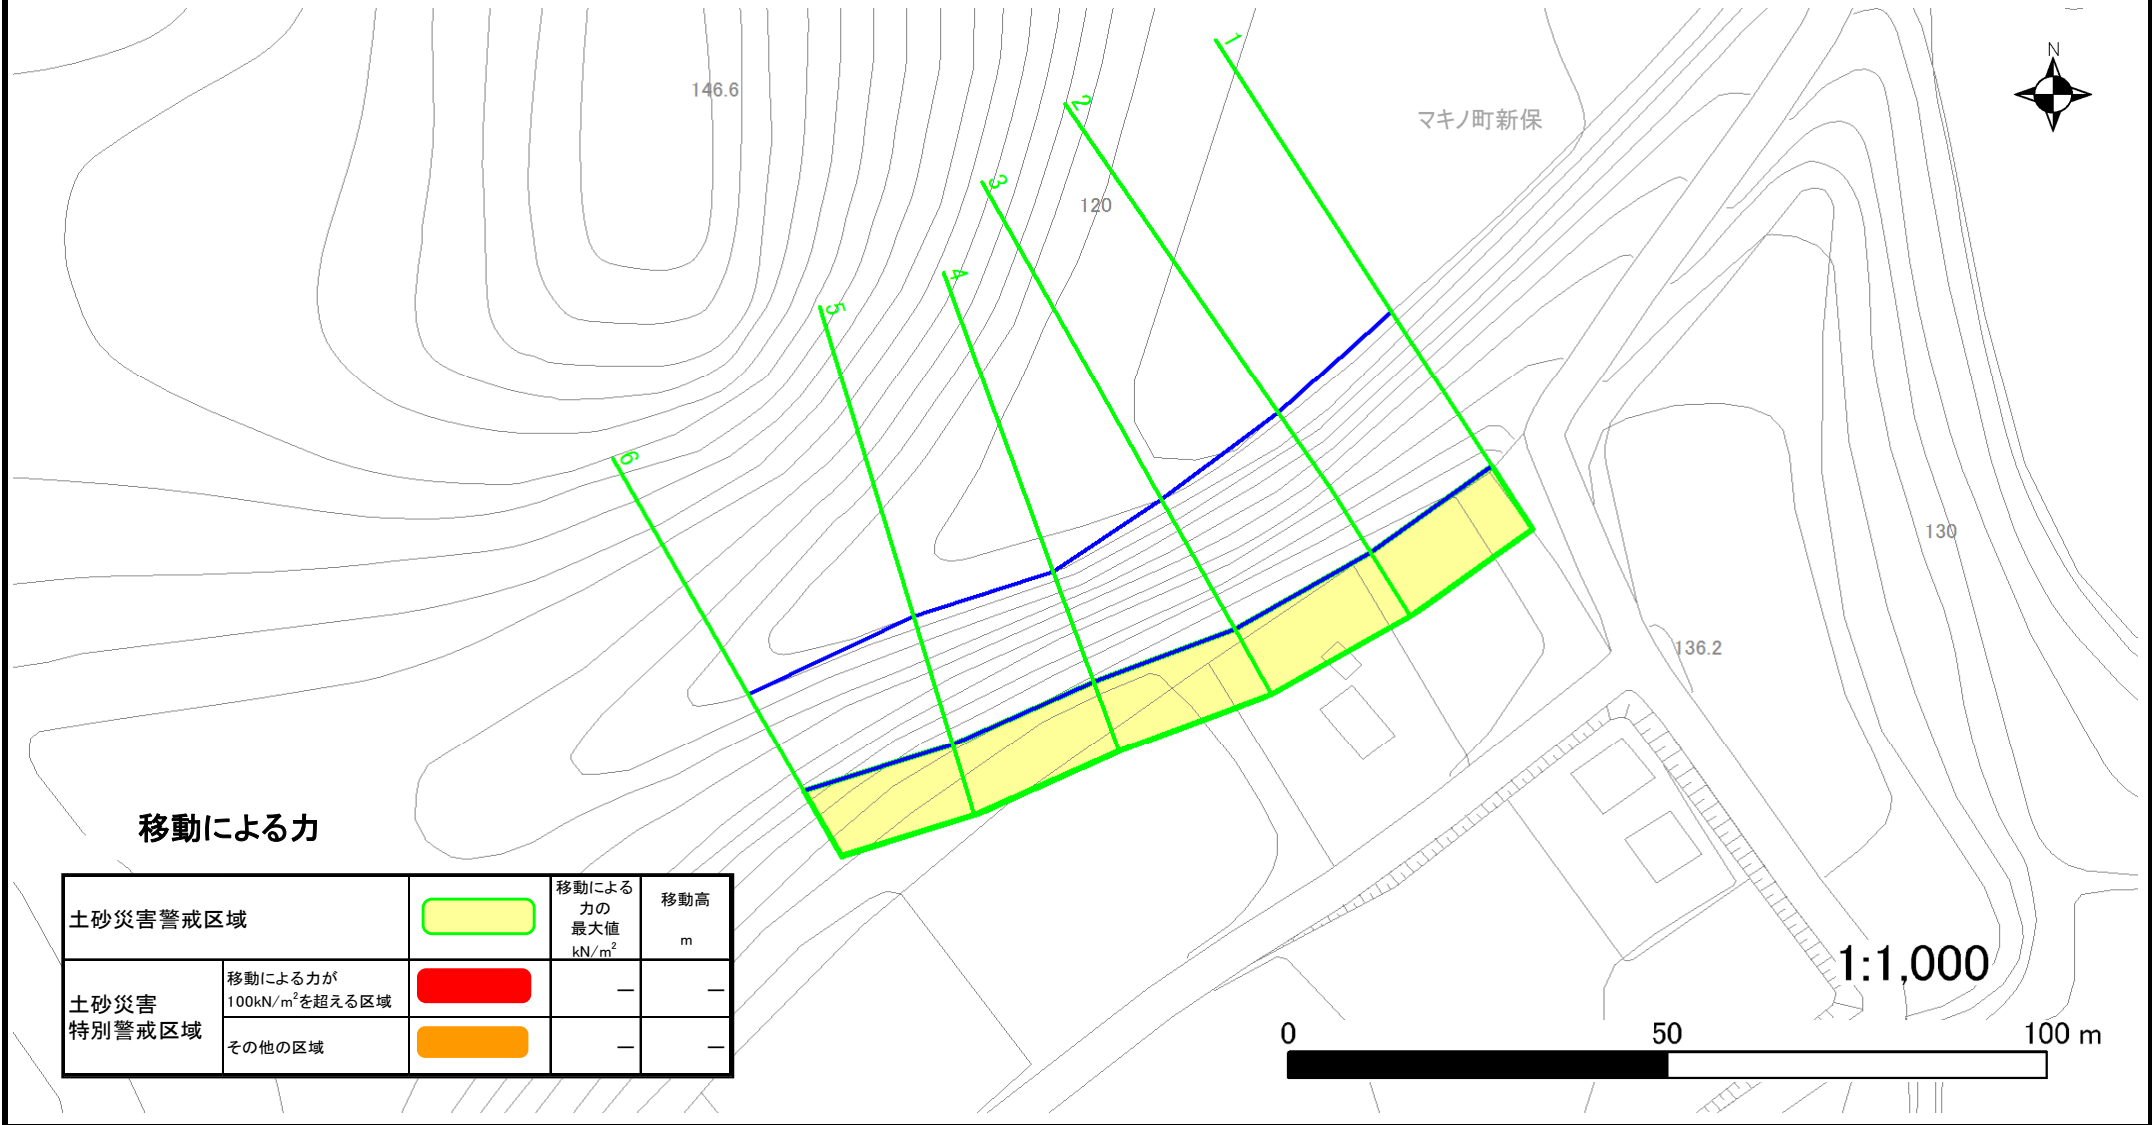 1
N
2
146.6
マキノ町新保
3
120
4
5
6
130
136.2
移動による力
土砂災害警戒区域
移動による
力の
最大値
kN/m²
移動高
m
土砂災害
特別警戒区域
移動による力が
100kN/m²を超える区域
—
—
その他の区域
—
—
1:1,000
0
50
100 m